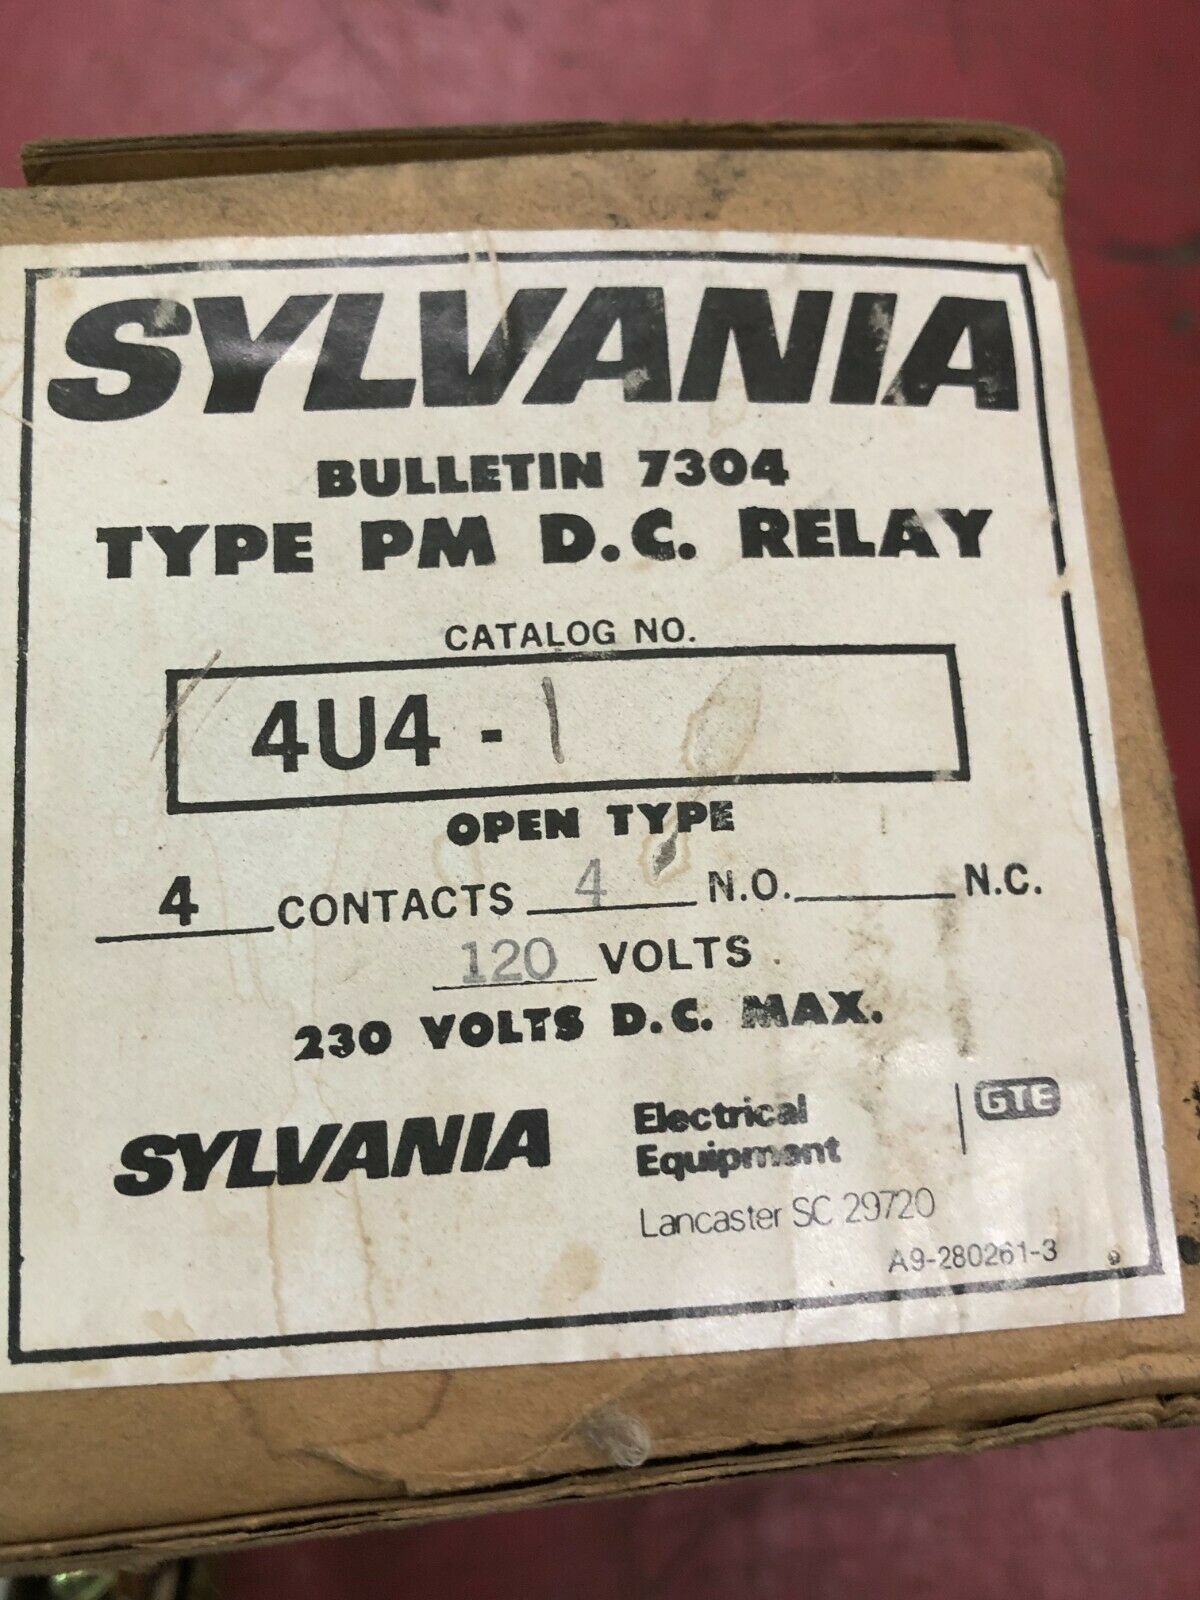 SYLVANIA
BULLETIN 7304
TYPE PM D.C. RELAY
CATALOG NO.
4U4 - 1
OPEN TYPE
4 CONTACTS 4 N.O. N.C.
120 VOLTS
230 VOLTS D.C. MAX.
SYLVANIA Electrical Equipment GTE
Lancaster SC 29720
A9-280261-3